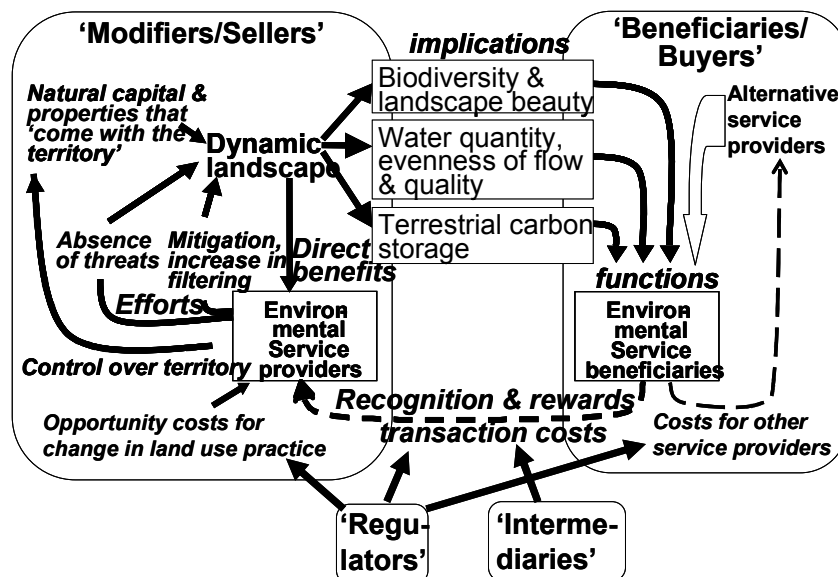 ‘Modifiers/Sellers’
implications
‘Beneficiaries/
Buyers’
Natural capital &
properties that
‘come with the
territory’
Dynamic
landscape
Biodiversity &
landscape beauty
Water quantity,
evenness of flow
& quality
Terrestrial carbon
storage
Alternative
service
providers
Absence
of threats
Mitigation,
increase in
filtering
Direct
benefits
functions
Efforts
Environ-
mental
Service
providers
Environ-
mental
Service
beneficiaries
Control over territory
Recognition & rewards
transaction costs
Opportunity costs for
change in land use practice
Costs for other
service providers
‘Regu-
lators’
‘Interme-
diaries’